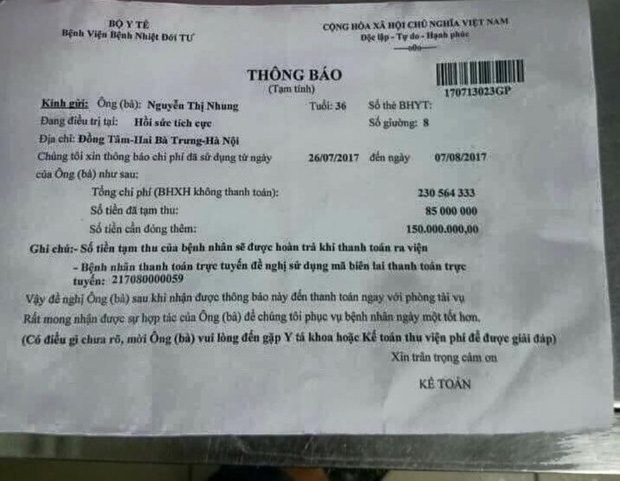 BỘ Y TẾ
Bệnh Viện Bệnh Nhiệt Đới TƯ
CỘNG HÒA XÃ HỘI CHỦ NGHĨA VIỆT NAM
Độc lập - Tự do - Hạnh phúc
---o0o---
THÔNG BÁO
(Tạm tính)
170713023GP
Kính gửi: Ông (bà): Nguyễn Thị Nhung Tuổi: 36 Số thẻ BHYT:
Đang điều trị tại: Hồi sức tích cực Số giường: 8
Địa chỉ: Đồng Tâm-Hai Bà Trưng-Hà Nội
Chúng tôi xin thông báo chi phí đã sử dụng từ ngày 26/07/2017 đến ngày 07/08/2017
của Ông (bà) như sau:
Tổng chi phí (BHXH không thanh toán): 230 564 333
Số tiền đã tạm thu: 85 000 000
Số tiền cần đóng thêm: 150.000.000,00
Ghi chú:- Số tiền tạm thu của bệnh nhân sẽ được hoàn trả khi thanh toán ra viện
- Bệnh nhân thanh toán trực tuyến đề nghị sử dụng mã biên lai thanh toán trực
tuyến: 217080000059
Vậy đề nghị Ông (bà) sau khi nhận được thông báo này đến thanh toán ngay với phòng tài vụ
Rất mong nhận được sự hợp tác của Ông (bà) để chúng tôi phục vụ bệnh nhân ngày một tốt hơn.
(Có điều gì chưa rõ, mời Ông (bà) vui lòng đến gặp Y tá khoa hoặc Kế toán thu viện phí để được giải đáp)
Xin trân trọng cảm ơn
KẾ TOÁN